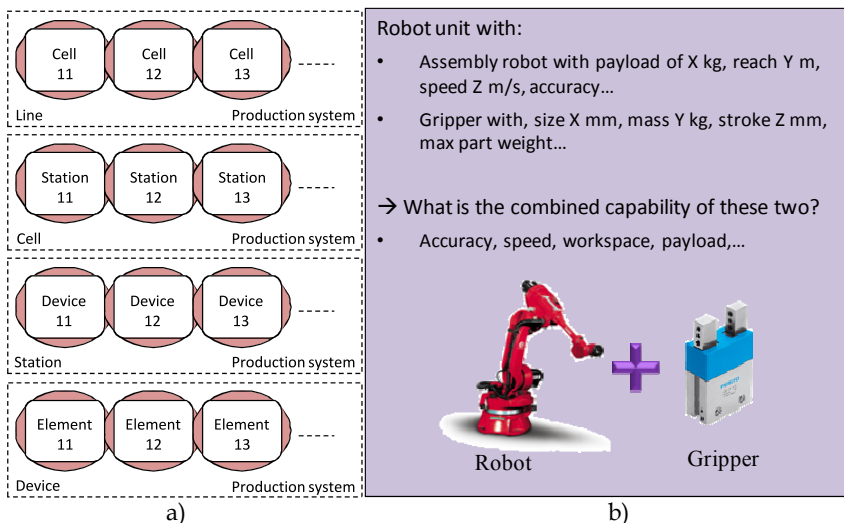 Cell Cell Cell
11 12 13
Line Production system
Station Station Station
11 12 13
Cell Production system
Device Device Device
11 12 13
Station Production system
Element Element Element
11 12 13
Device Production system
a)
Robot unit with:
• Assembly robot with payload of X kg, reach Y m,
speed Z m/s, accuracy…
• Gripper with, size X mm, mass Y kg, stroke Z mm,
max part weight…
→ What is the combined capability of these two?
• Accuracy, speed, workspace, payload,…
Robot Gripper
b)